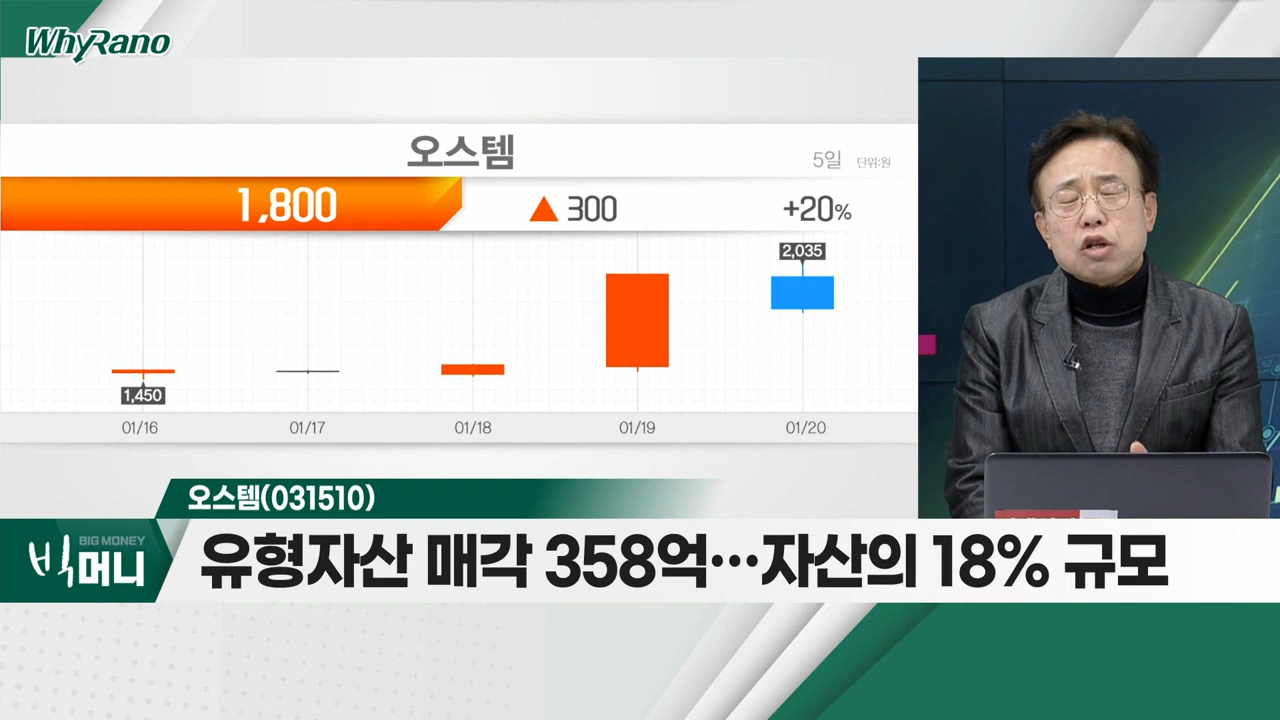 WhyRano
오스템
5일 단위:원
1,800 ▲ 300 +20%
2,035
1,450
01/16 01/17 01/18 01/19 01/20
오스템(031510)
BIG MONEY
빅머니
유형자산 매각 358억…자산의 18% 규모